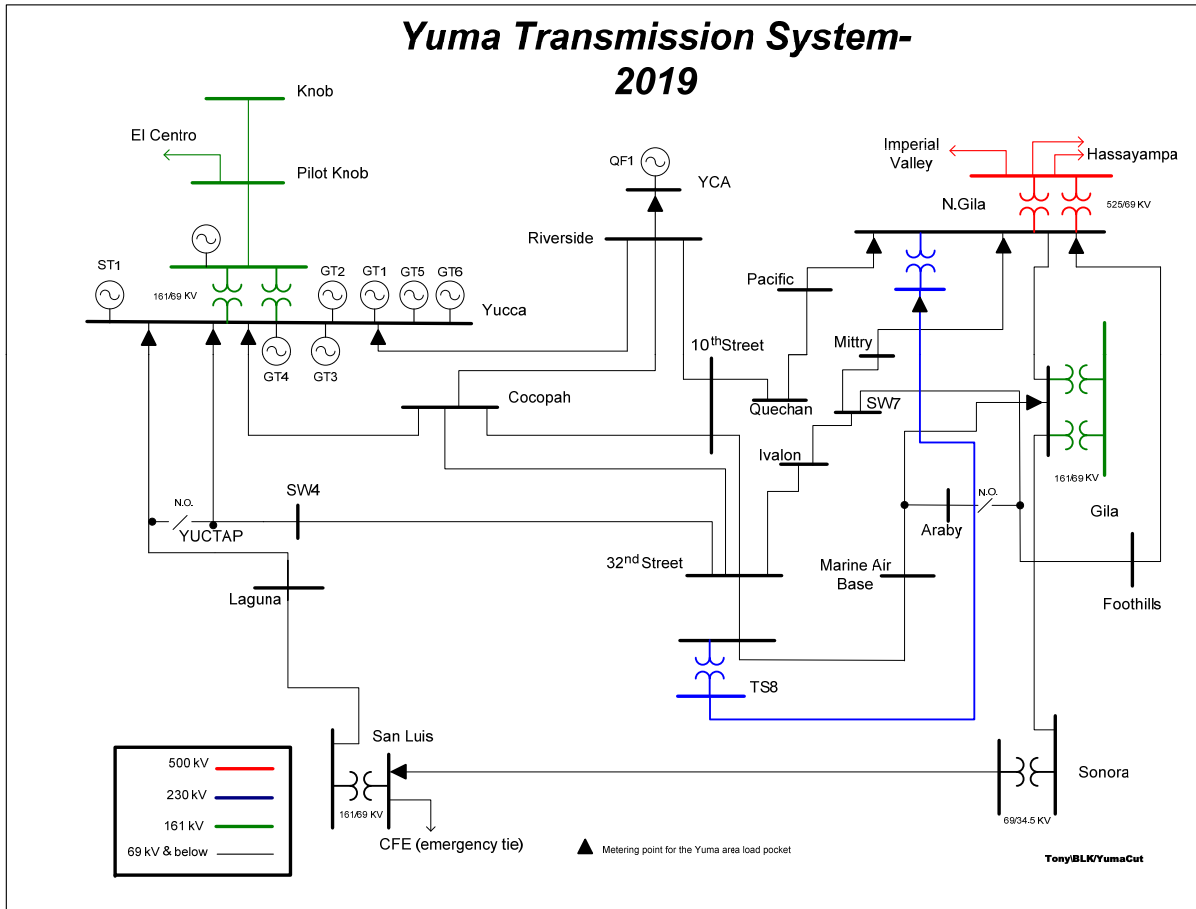 Yuma Transmission System-
2019
Knob
El Centro
Pilot Knob
QF1
YCA
Imperial
Valley
Hassayampa
N.Gila
525/69 KV
Riverside
ST1
161/69 KV
GT2
GT1
GT5
GT6
Yucca
GT4
GT3
Pacific
Mittry
10th Street
Quechan
SW7
Cocopah
Ivalon
161/69 KV
Gila
N.O.
YUCTAP
SW4
N.O.
Araby
32nd Street
Marine Air
Base
Foothills
Laguna
TS8
San Luis
161/69 KV
CFE (emergency tie)
Sonora
69/34.5 KV
500 kV
230 kV
161 kV
69 kV & below
Metering point for the Yuma area load pocket
Tony\BLK/YumaCut